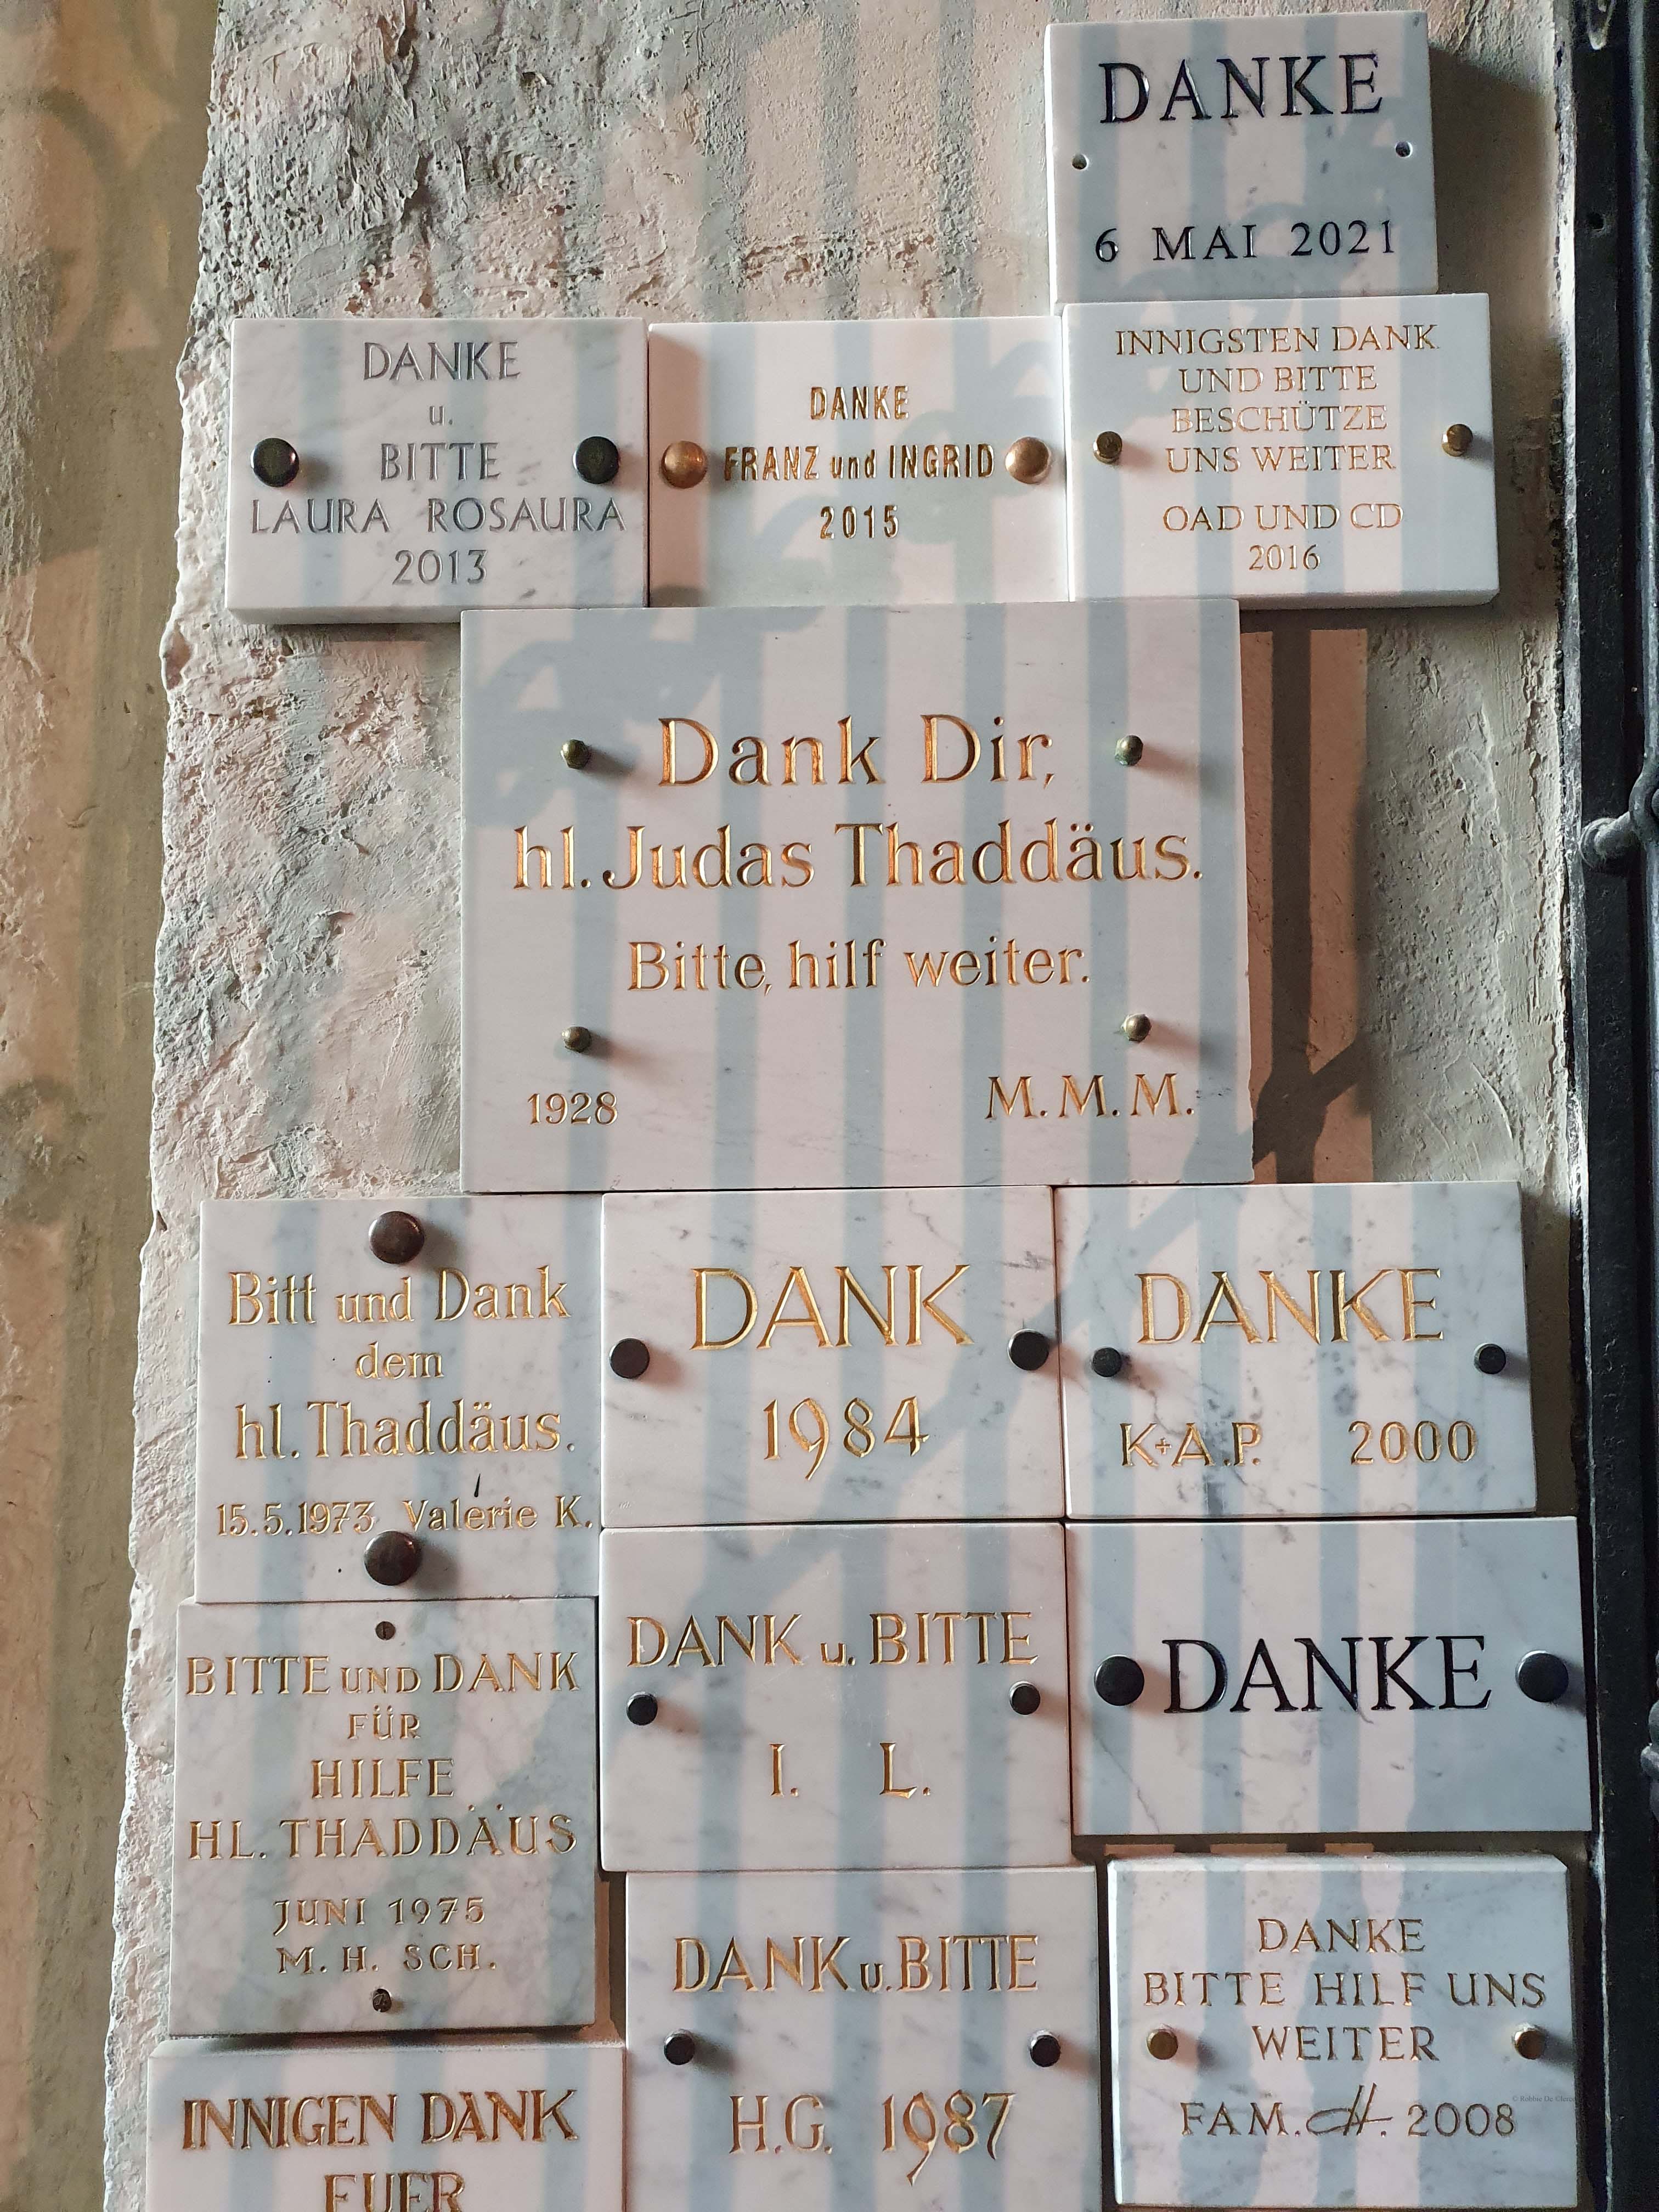 DANKE
6 MAI 2021
DANKE
u.
BITTE
LAURA ROSAURA
2013
DANKE
FRANZ und INGRID
2015
INNIGSTEN DANK
UND BITTE
BESCHÜTZE
UNS WEITER
OAD UND CD
2016
Dank Dir,
hl. Judas Thaddäus.
Bitte, hilf weiter.
1928 M. M. M.
Bitt und Dank
dem
hl. Thaddäus.
15.5.1973 Valerie K.
DANK
1984
DANKE
K+A.P. 2000
BITTE UND DANK
FÜR
HILFE
HL. THADDÄUS
JUNI 1975
M. H. SCH.
DANK u. BITTE
I. L.
DANKE
INNIGEN DANK
EUER
DANK u. BITTE
H.G. 1987
DANKE
BITTE HILF UNS
WEITER
FAM. CH. 2008